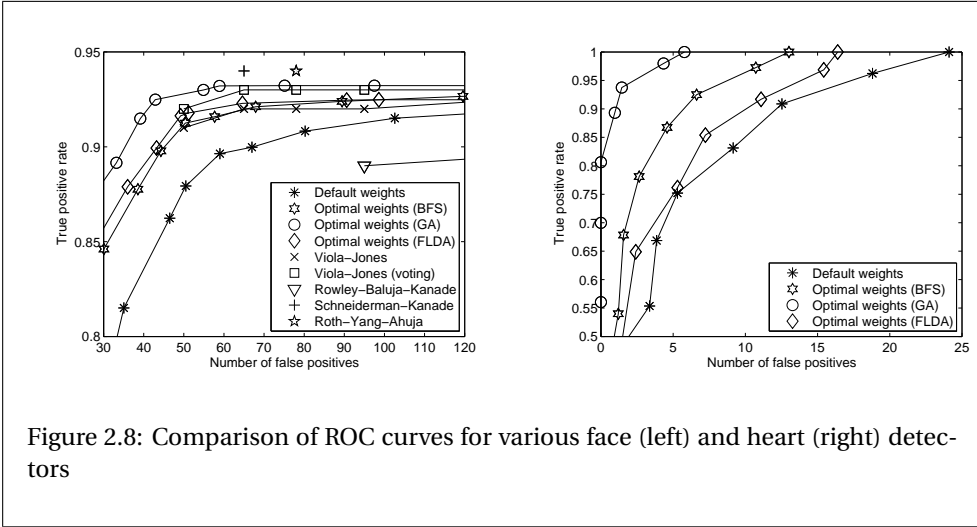 0.95
0.9
0.85
0.8
True positive rate
30 40 50 60 70 80 90 100 110 120
Number of false positives
Default weights
Optimal weights (BFS)
Optimal weights (GA)
Optimal weights (FLDA)
Viola−Jones
Viola−Jones (voting)
Rowley−Baluja−Kanade
Schneiderman−Kanade
Roth−Yang−Ahuja
1
0.95
0.9
0.85
0.8
0.75
0.7
0.65
0.6
0.55
0.5
True positive rate
0 5 10 15 20 25
Number of false positives
Default weights
Optimal weights (BFS)
Optimal weights (GA)
Optimal weights (FLDA)
Figure 2.8: Comparison of ROC curves for various face (left) and heart (right) detec-
tors